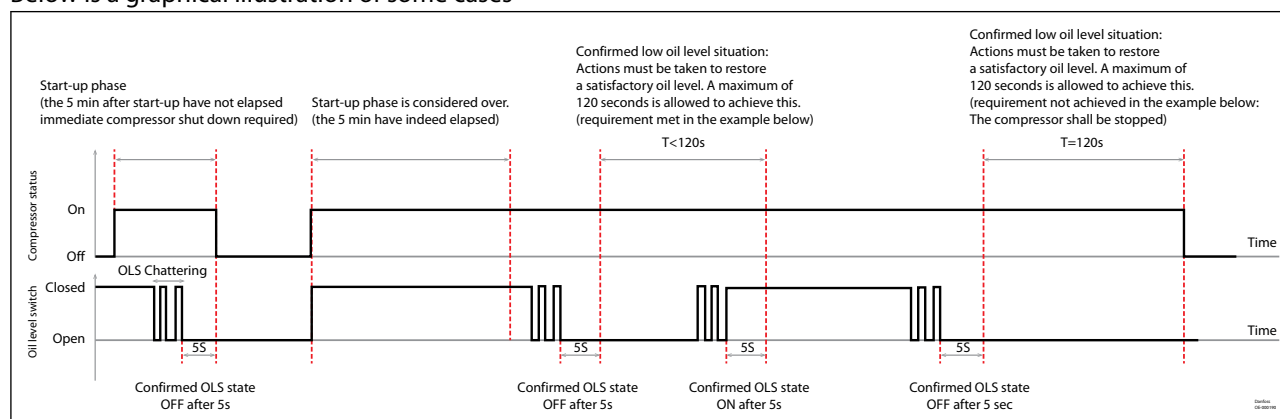 Below is a graphical illustration of some cases
Start-up phase
(the 5 min after start-up have not elapsed
immediate compressor shut down required)
Start-up phase is considered over.
(the 5 min have indeed elapsed)
Confirmed low oil level situation:
Actions must be taken to restore
a satisfactory oil level. A maximum of
120 seconds is allowed to achieve this.
(requirement met in the example below)
T<120s
Confirmed low oil level situation:
Actions must be taken to restore
a satisfactory oil level. A maximum of
120 seconds is allowed to achieve this.
(requirement not achieved in the example below:
The compressor shall be stopped)
T=120s
Compressor status
On
Off
Time
OLS Chattering
Oil level switch
Closed
Open
Time
5S
5S
5S
5S
Confirmed OLS state
OFF after 5s
Confirmed OLS state
OFF after 5s
Confirmed OLS state
ON after 5s
Confirmed OLS state
OFF after 5 sec
Danfoss